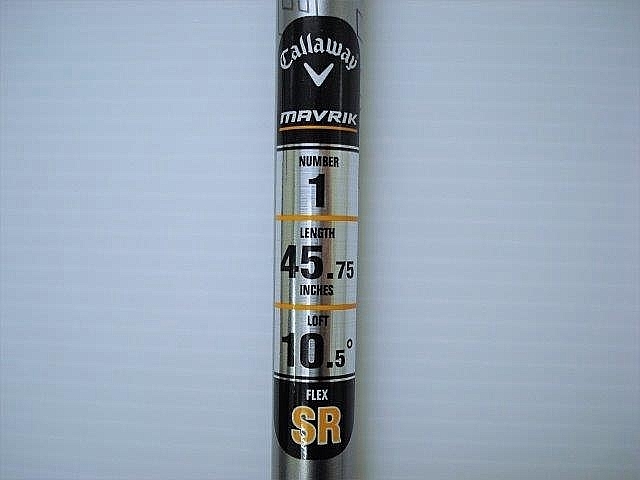 Callaway
MAVRIK
NUMBER
1
LENGTH
45.75
INCHES
LOFT
10.5°
FLEX
SR